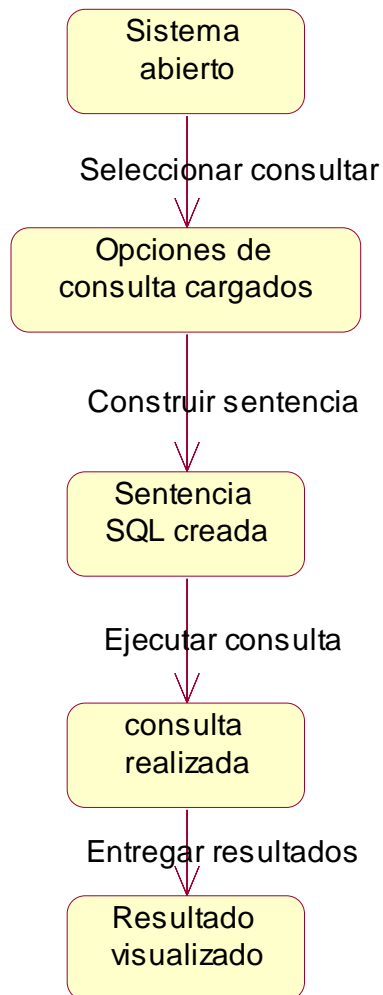 Sistema
abierto
Seleccionar consultar
Opciones de
consulta cargados
Construir sentencia
Sentencia
SQL creada
Ejecutar consulta
consulta
realizada
Entregar resultados
Resultado
visualizado